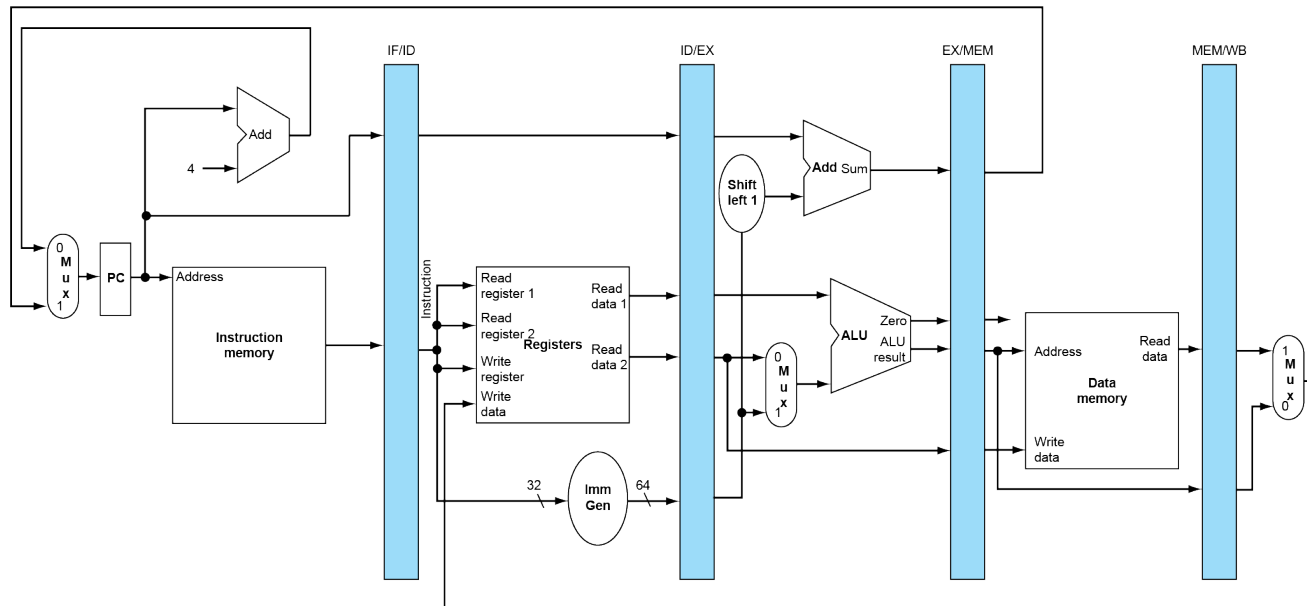 IF/ID
ID/EX
EX/MEM
MEM/WB
Add
4
0
M
u
x
1
PC
Address
Instruction
memory
Instruction
Read
register 1
Read
register 2
Write
register
Write
data
Registers
Read
data 1
Read
data 2
32
Imm
Gen
64
Shift
left 1
Add Sum
0
M
u
x
1
ALU
Zero
ALU
result
Address
Read
data
Data
memory
Write
data
1
M
u
x
0